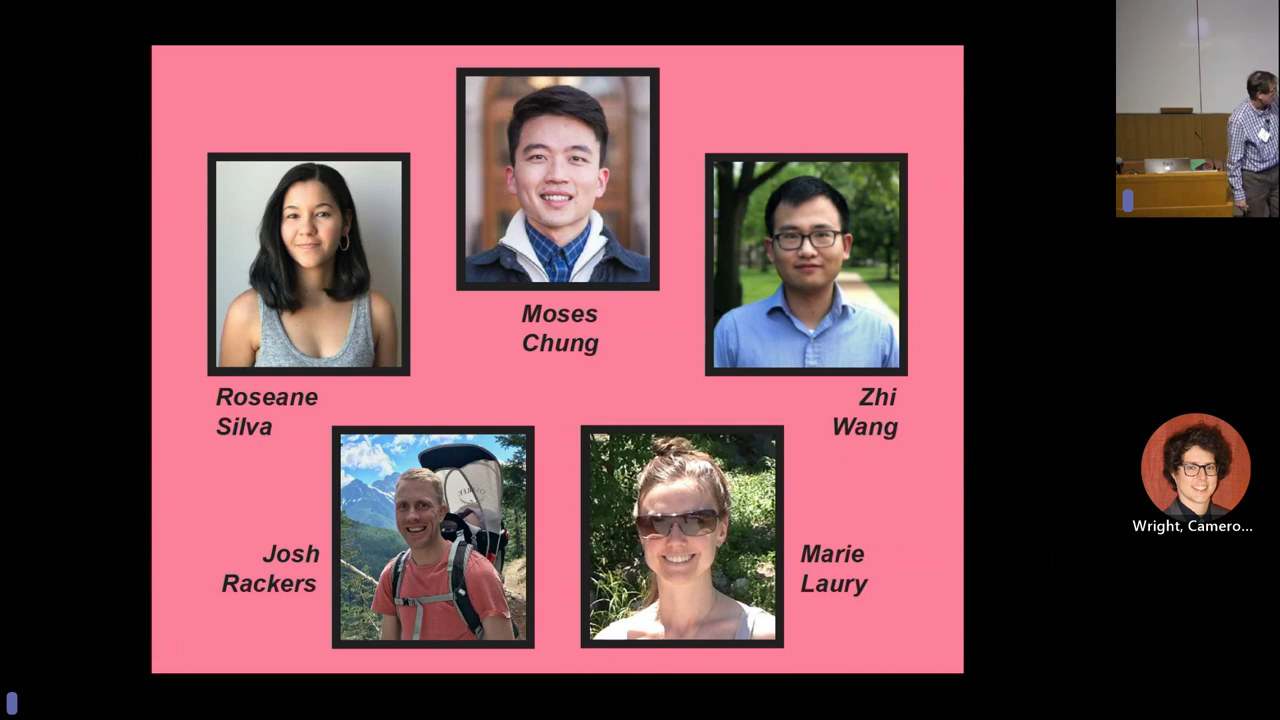 Moses
Chung
Roseane
Silva
Zhi
Wang
Josh
Rackers
Marie
Laury
Wright, Camero...